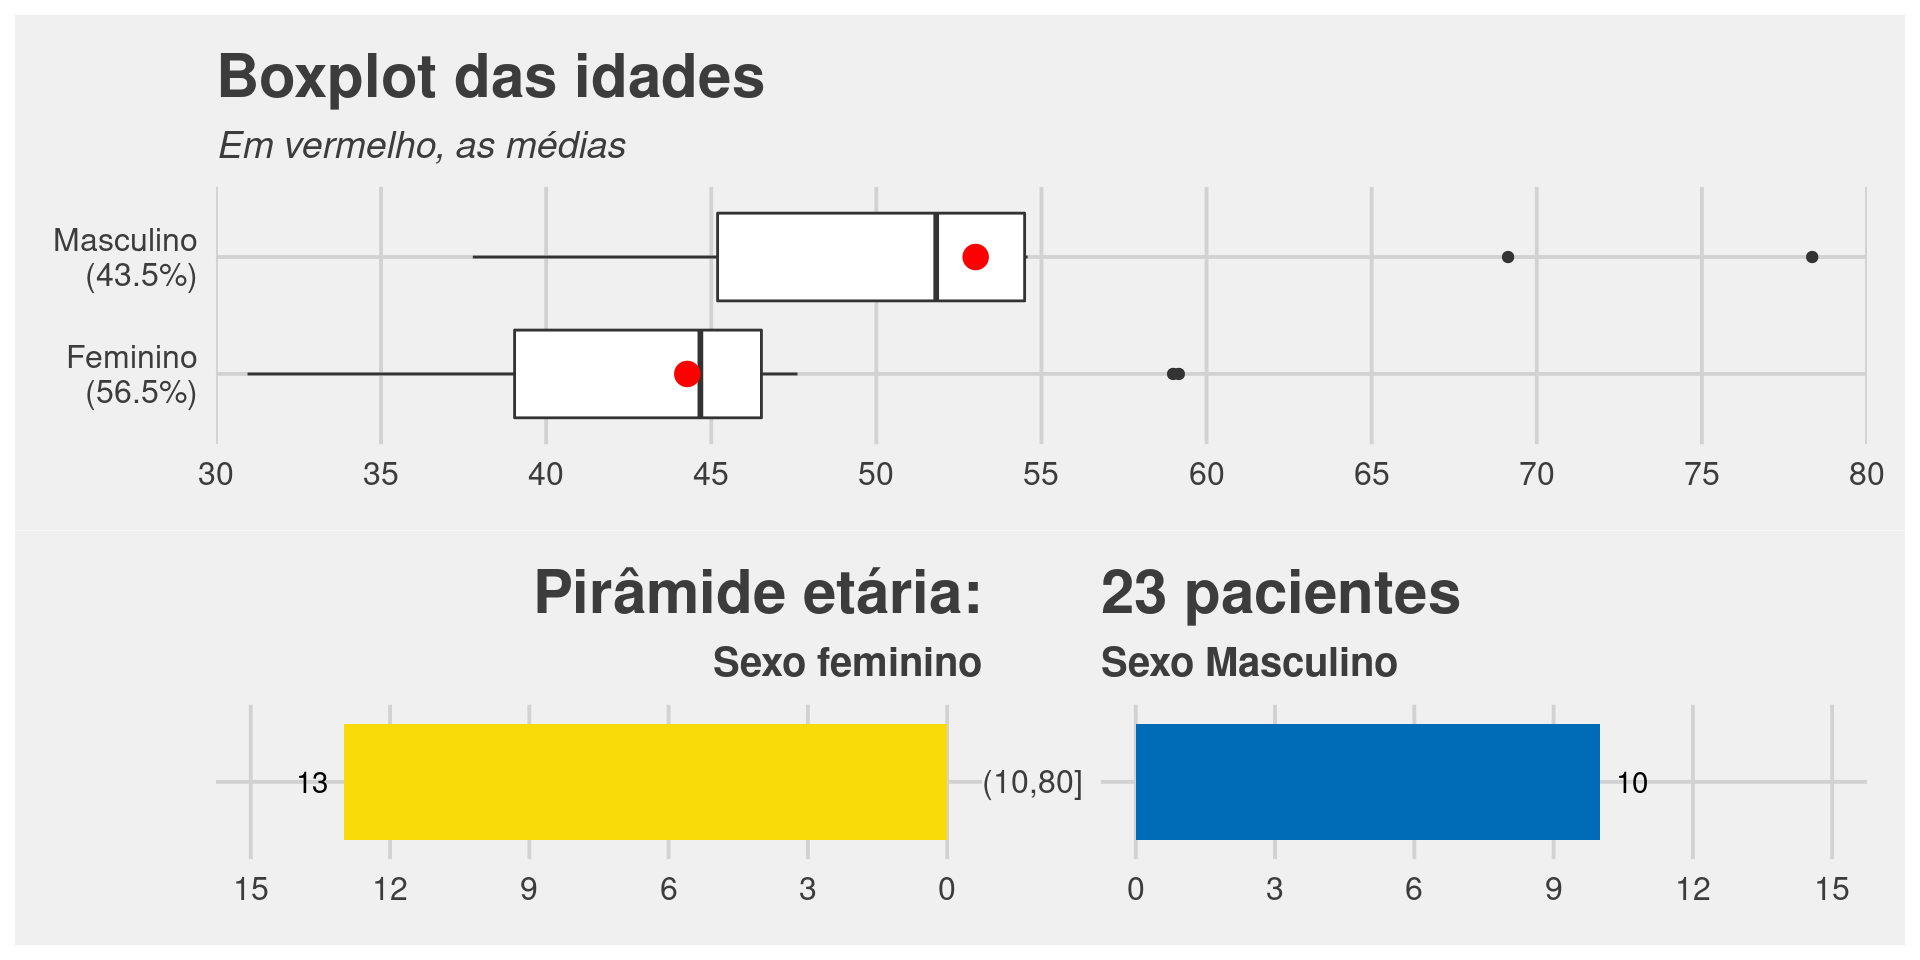 Boxplot das idades
Em vermelho, as médias
Masculino
(43.5%)
Feminino
(56.5%)
30 35 40 45 50 55 60 65 70 75 80
Pirâmide etária: 23 pacientes
Sexo feminino Sexo Masculino
13 (10,80] 10
15 12 9 6 3 0 0 3 6 9 12 15